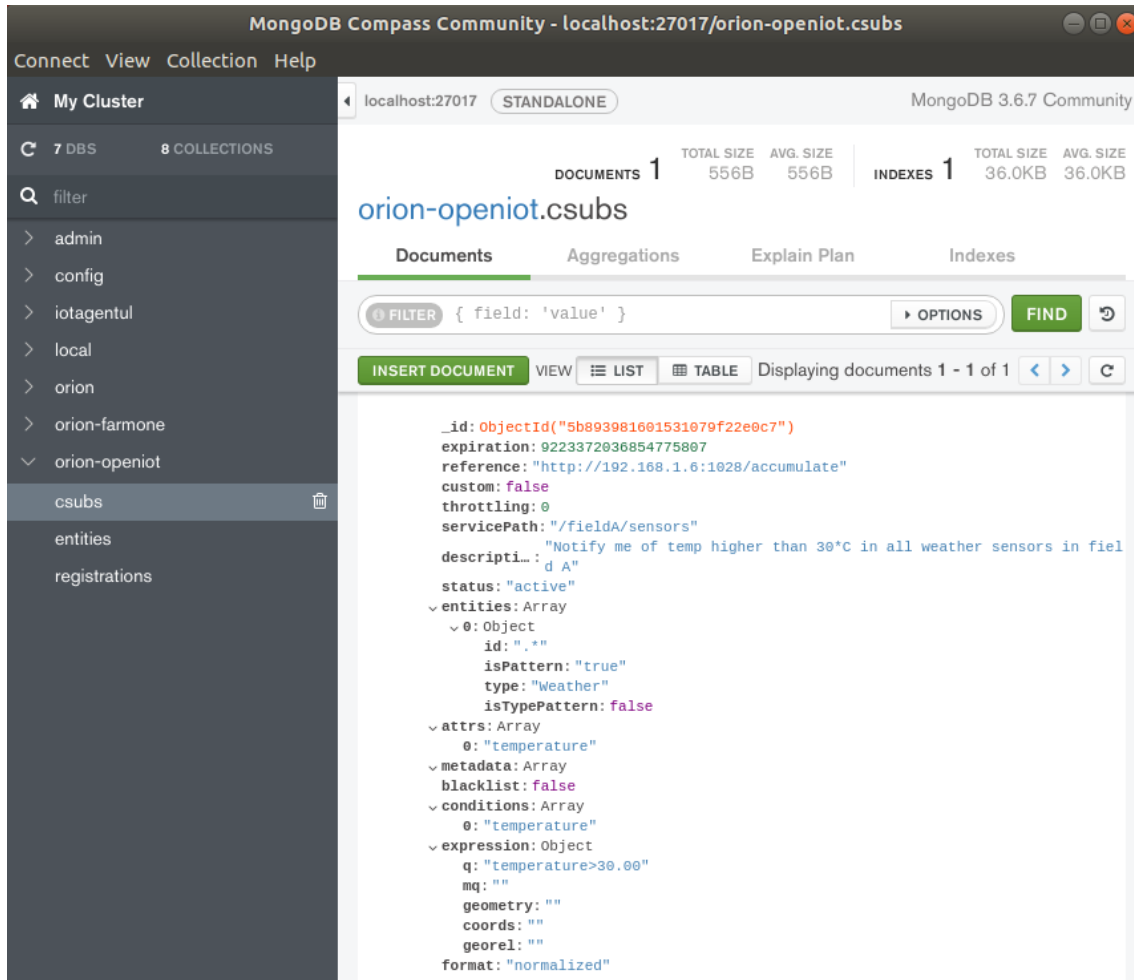 MongoDB Compass Community - localhost:27017/orion-openiot.csubs
Connect View Collection Help
My Cluster
7 DBS 8 COLLECTIONS
filter
admin
config
iotagentul
local
orion
orion-farmone
orion-openiot
csubs
entities
registrations
localhost:27017 STANDALONE MongoDB 3.6.7 Community
DOCUMENTS 1 TOTAL SIZE 556B AVG. SIZE 556B INDEXES 1 TOTAL SIZE 36.0KB AVG. SIZE 36.0KB
orion-openiot.csubs
Documents Aggregations Explain Plan Indexes
FILTER { field: 'value' } OPTIONS FIND
INSERT DOCUMENT VIEW LIST TABLE Displaying documents 1 - 1 of 1
_id: ObjectId("5b893981601531079f22e0c7")
expiration: 9223372036854775807
reference: "http://192.168.1.6:1028/accumulate"
custom: false
throttling: 0
servicePath: "/fieldA/sensors"
descripti…: "Notify me of temp higher than 30*C in all weather sensors in fiel
d A"
status: "active"
entities: Array
0: Object
id: ".*"
isPattern: "true"
type: "Weather"
isTypePattern: false
attrs: Array
0: "temperature"
metadata: Array
blacklist: false
conditions: Array
0: "temperature"
expression: Object
q: "temperature>30.00"
mq: ""
geometry: ""
coords: ""
georel: ""
format: "normalized"